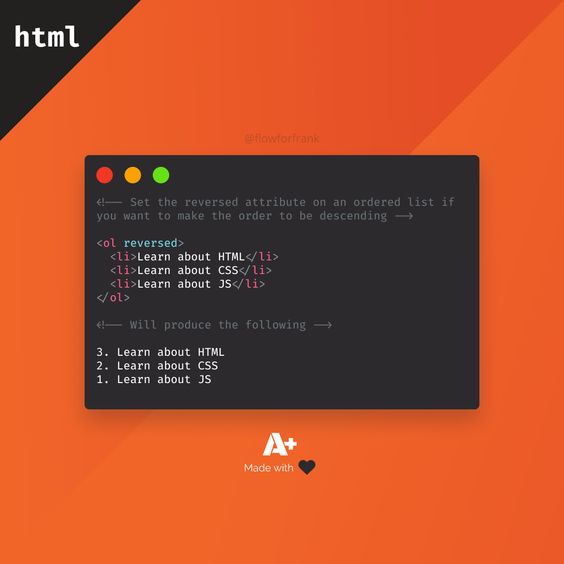 html
@flowforfrank
<!-- Set the reversed attribute on an ordered list if
you want to make the order to be descending -->
<ol reversed>
<li>Learn about HTML</li>
<li>Learn about CSS</li>
<li>Learn about JS</li>
</ol>
<!-- Will produce the following -->
3. Learn about HTML
2. Learn about CSS
1. Learn about JS
A+
Made with